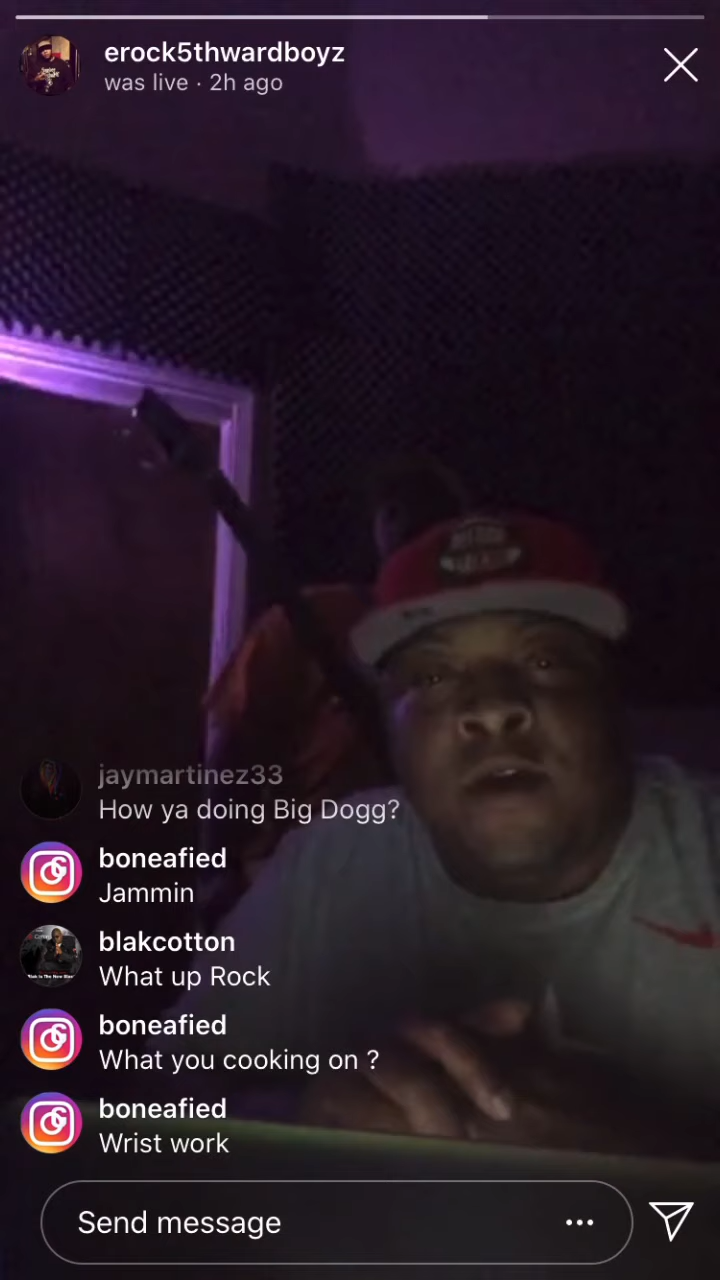 erock5thwardboyz
was live · 2h ago
jaymartinez33
How ya doing Big Dogg?
boneafied
Jammin
blakcotton
What up Rock
boneafied
What you cooking on ?
boneafied
Wrist work
Send message